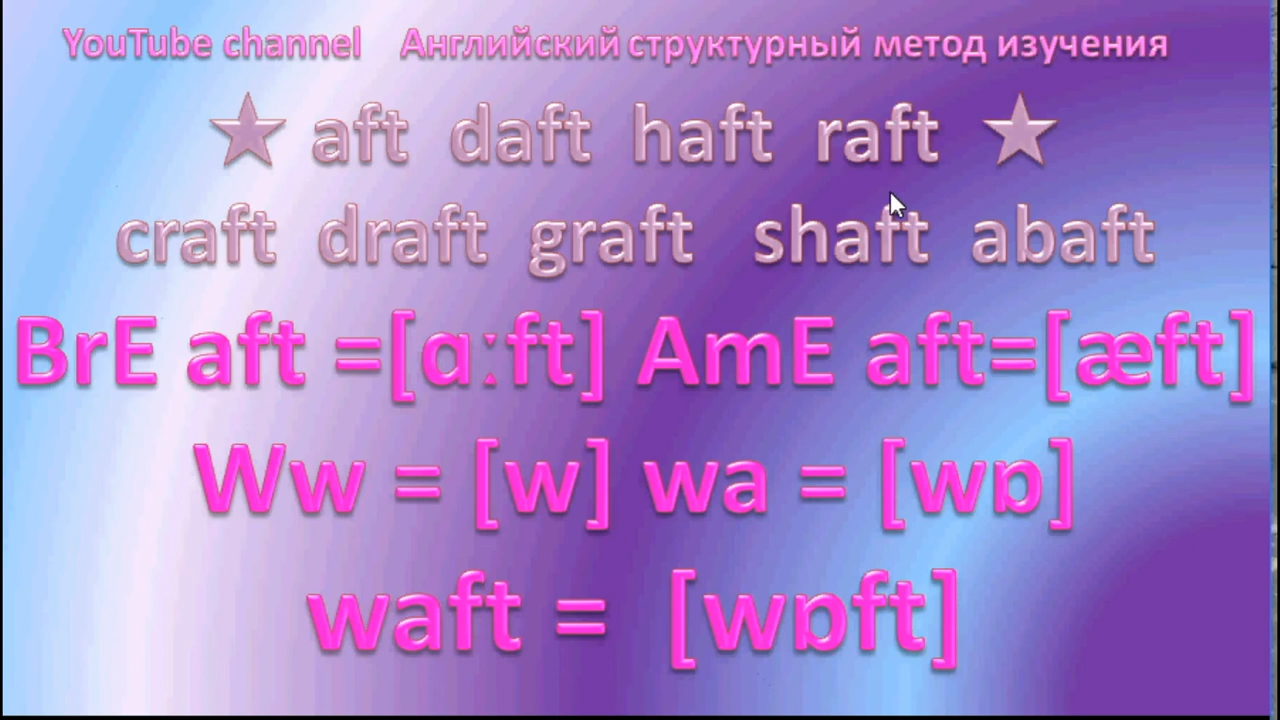 YouTube channel Английский структурный метод изучения
★ aft daft haft raft ★
craft draft graft shaft abaft
BrE aft =[ɑːft] AmE aft=[æft]
Ww = [w] wa = [wɒ]
waft = [wɒft]